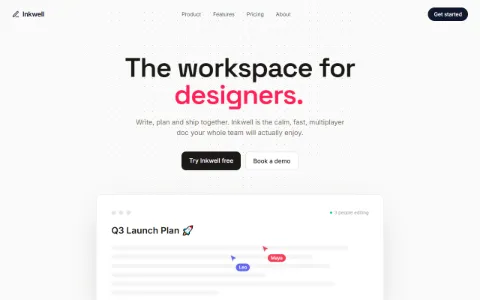 Inkwell
Product Features Pricing About
Get started
The workspace for
designers.
Write, plan and ship together. Inkwell is the calm, fast, multiplayer
doc your whole team will actually enjoy.
Try Inkwell free
Book a demo
3 people editing
Q3 Launch Plan 🚀
Maya
Leo